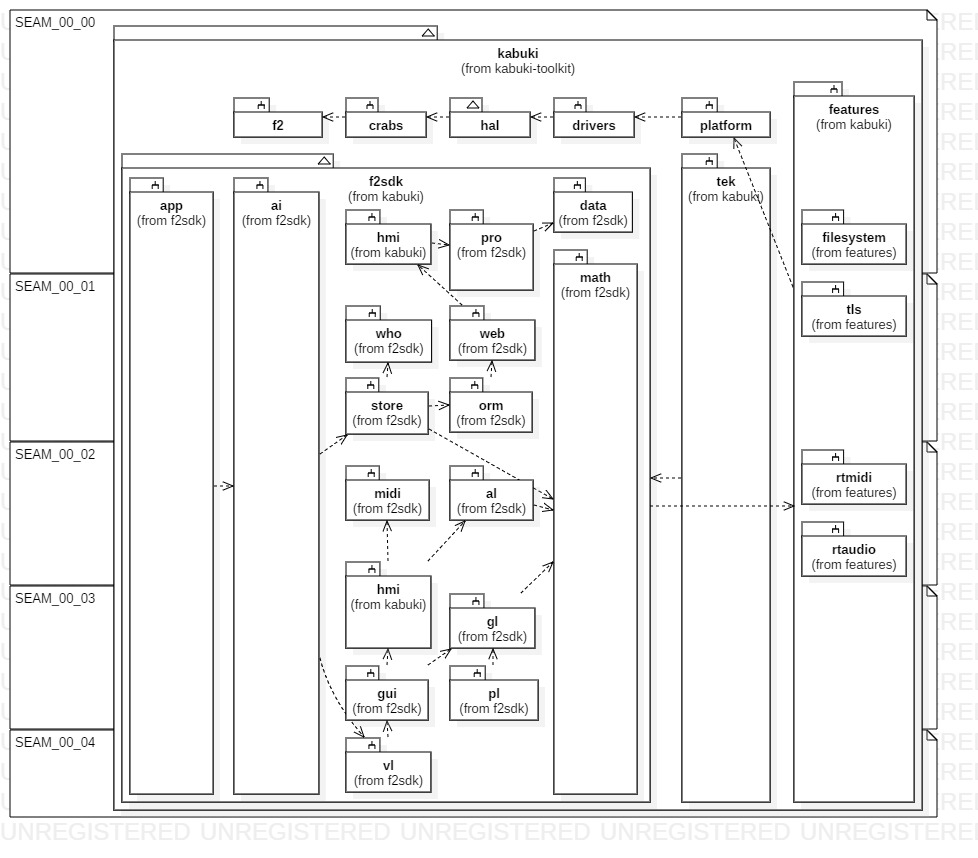 SEAM_00_00
kabuki
(from kabuki-toolkit)
f2
crabs
hal
drivers
platform
features
(from kabuki)
f2sdk
(from kabuki)
tek
(from kabuki)
app
(from f2sdk)
ai
(from f2sdk)
hmi
(from kabuki)
pro
(from f2sdk)
data
(from f2sdk)
filesystem
(from features)
math
(from f2sdk)
SEAM_00_01
tls
(from features)
who
(from f2sdk)
web
(from f2sdk)
store
(from f2sdk)
orm
(from f2sdk)
SEAM_00_02
rtmidi
(from features)
midi
(from f2sdk)
al
(from f2sdk)
rtaudio
(from features)
SEAM_00_03
hmi
(from kabuki)
gl
(from f2sdk)
gui
(from f2sdk)
pl
(from f2sdk)
SEAM_00_04
vl
(from f2sdk)
UNREGISTERED UNREGISTERED UNREGISTERED UNREGISTERED UNREGISTERED